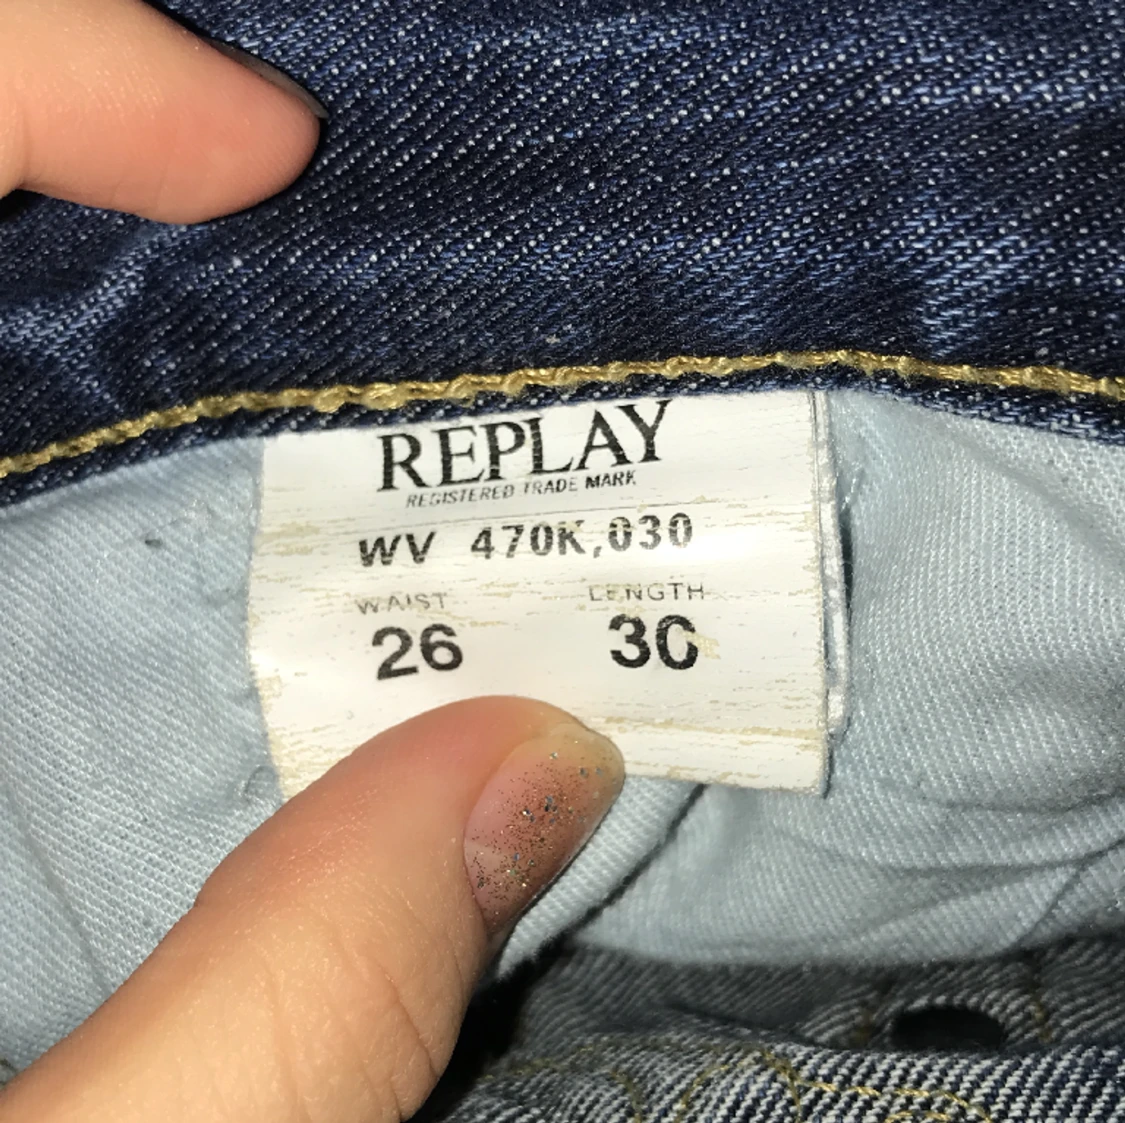 REPLAY
REGISTERED TRADE MARK
WV 470K,030
WAIST LENGTH
26 30